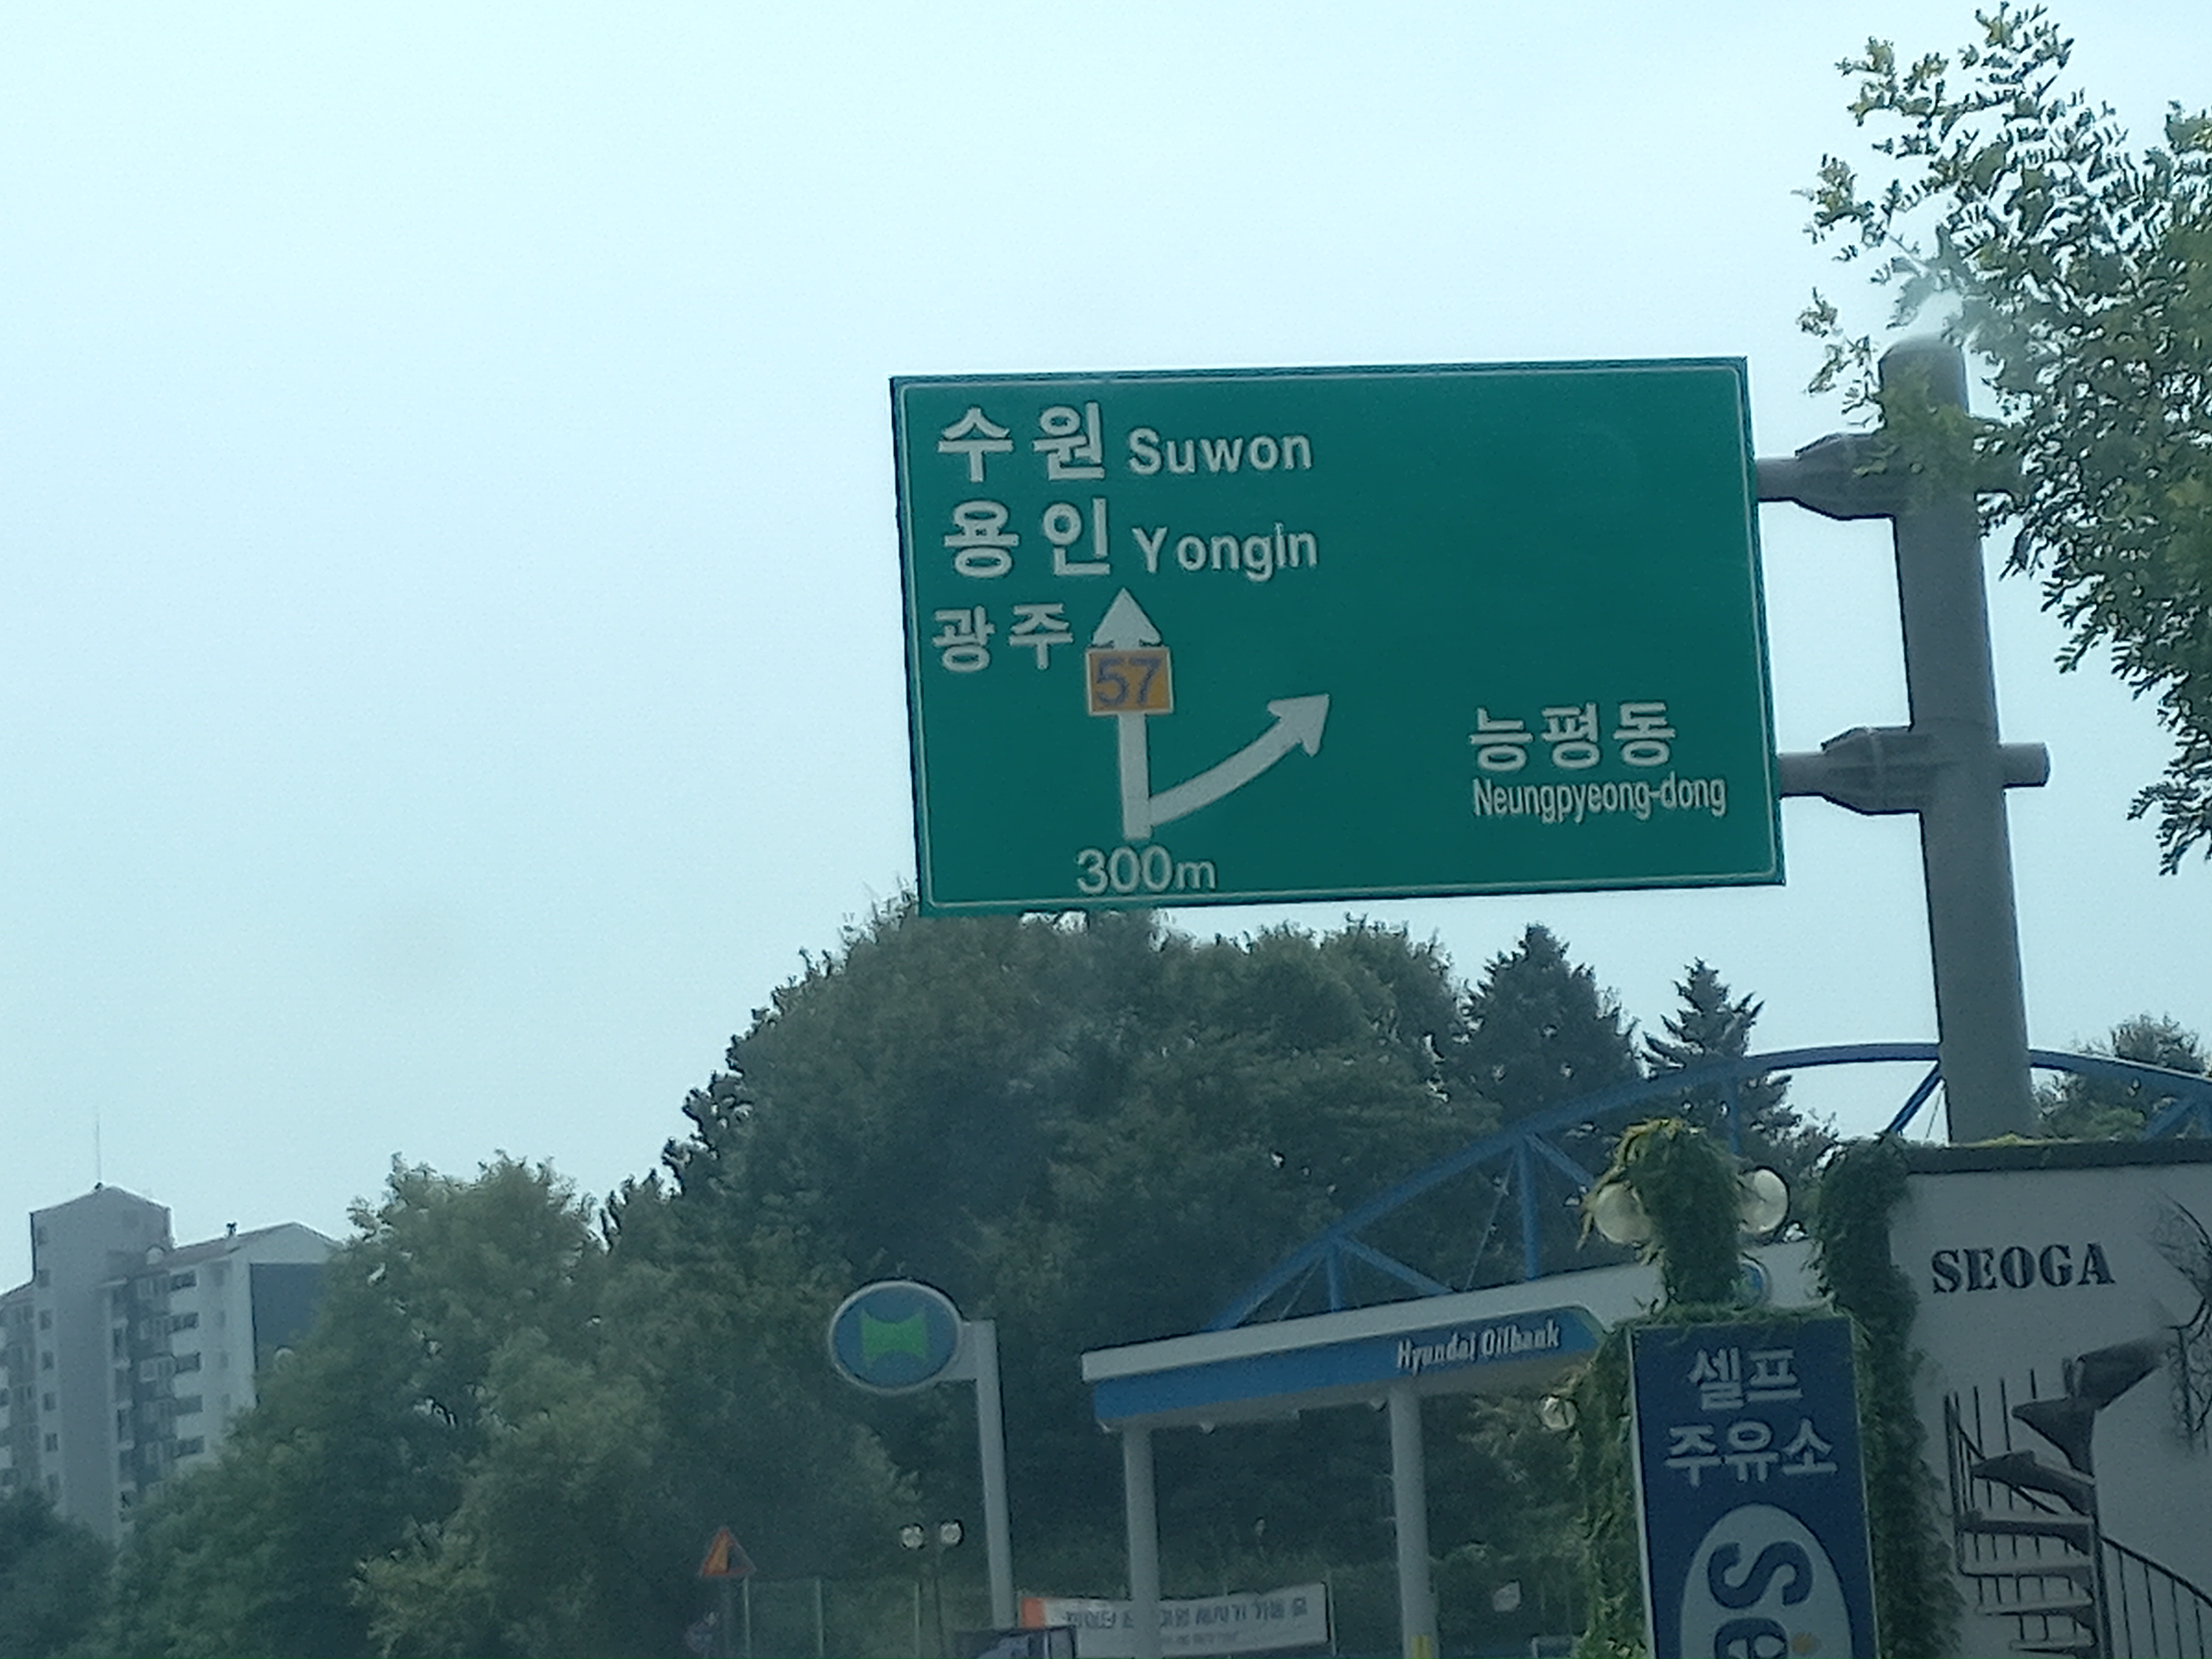 수원 Suwon
용인 Yongin
광주
57
능평동
Neungpyeong-dong
300m
SEOGA
Hyundai Oilbank
셀프
주유소
Se